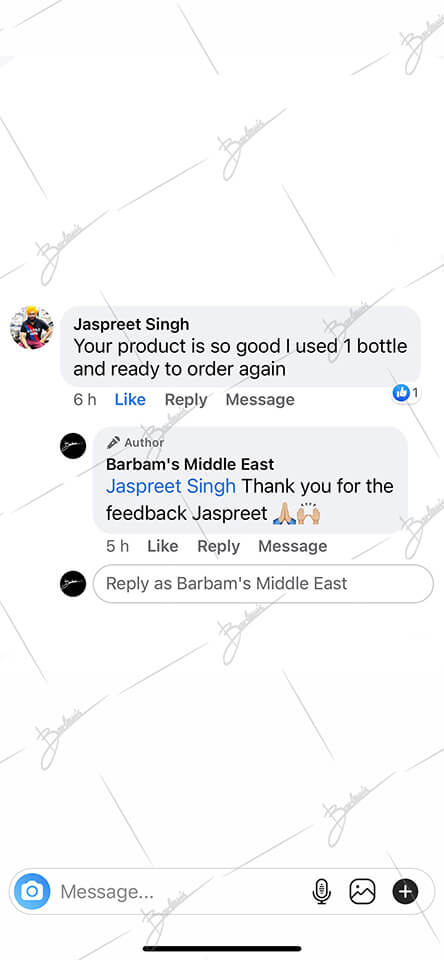 Jaspreet Singh
Your product is so good I used 1 bottle
and ready to order again
6 h Like Reply Message 1
Author
Barbam's Middle East
Jaspreet Singh Thank you for the
feedback Jaspreet 🙏🏼🙌🏼
5 h Like Reply Message
Reply as Barbam's Middle East
Message...